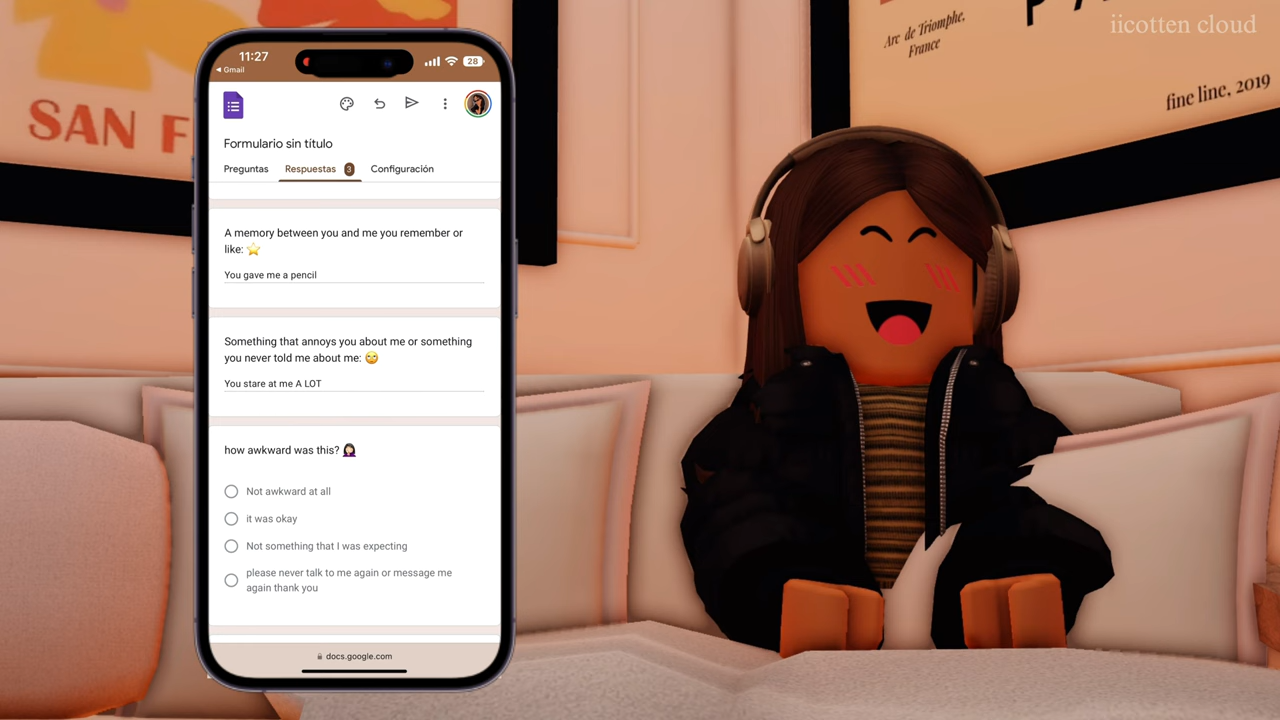 iicotten cloud
SAN F
Arc de Triomphe,
France
fine line, 2019
11:27
28
Gmail
Formulario sin título
Preguntas
Respuestas
3
Configuración
A memory between you and me you remember or
like: ⭐
You gave me a pencil
Something that annoys you about me or something
you never told me about me: 🙄
You stare at me A LOT
how awkward was this? 🤦🏻‍♀️
Not awkward at all
it was okay
Not something that I was expecting
please never talk to me again or message me
again thank you
docs.google.com